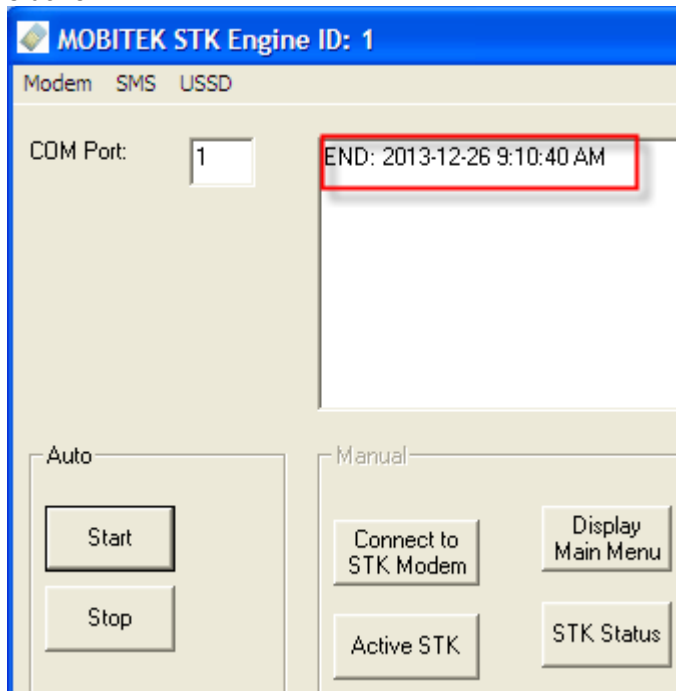 MOBITEK STK Engine ID: 1
Modem SMS USSD
COM Port:
1
END: 2013-12-26 9:10:40 AM
Auto
Start
Stop
Manual
Connect to
STK Modem
Display
Main Menu
Active STK
STK Status